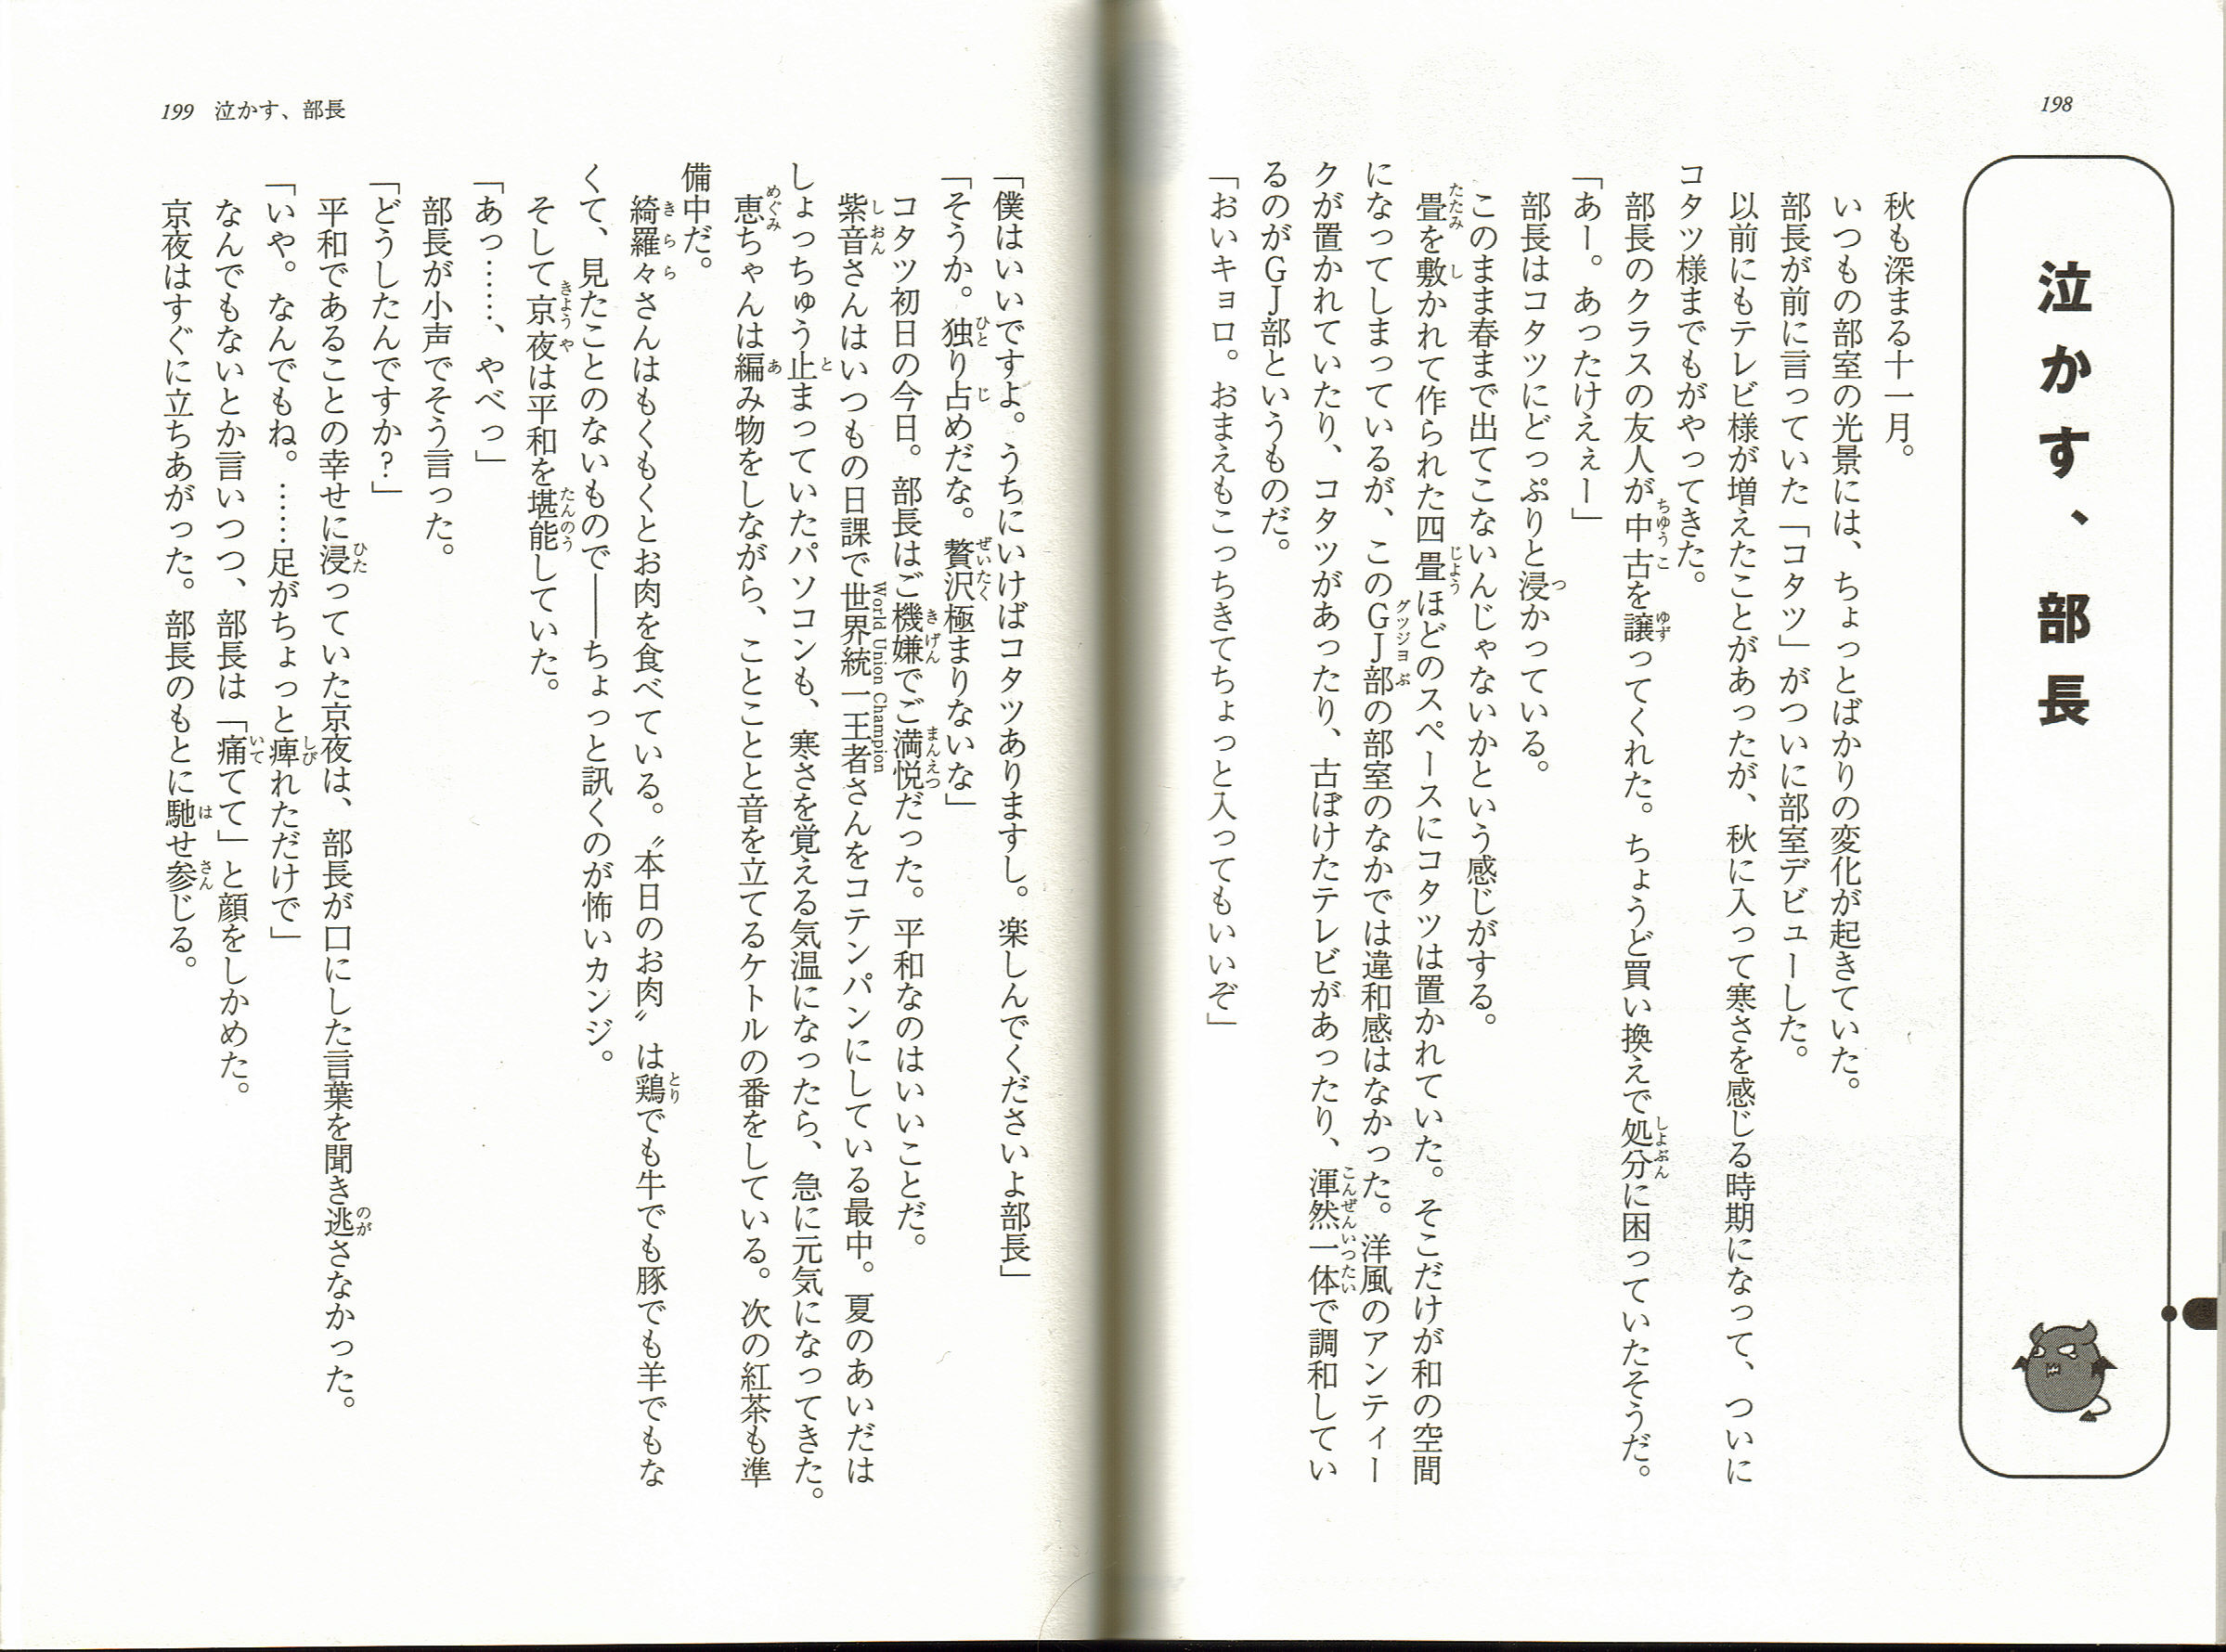 198
泣かす、部長
秋も深まる十一月。
いつもの部室の光景には、ちょっとばかりの変化が起きていた。
部長が前に言っていた「コタツ」がついに部室デビューした。
以前にもテレビ様が増えたことがあったが、秋に入って寒さを感じる時期になって、ついに
コタツ様までもがやってきた。
部長のクラスの友人が中古を譲ってくれた。ちょうど買い換えで処分に困っていたそうだ。
「あー。あったけえぇー」
部長はコタツにどっぷりと浸かっている。
このまま春まで出てこないんじゃないかという感じがする。
畳を敷かれて作られた四畳ほどのスペースにコタツは置かれていた。そこだけが和の空間
になってしまっているが、このＧＪ部の部室のなかでは違和感はなかった。洋風のアンティー
クが置かれていたり、コタツがあったり、古ぼけたテレビがあったり、渾然一体で調和してい
るのがＧＪ部というものだ。
「おいキョロ。おまえもこっちきてちょっと入ってもいいぞ」
199 泣かす、部長
「僕はいいですよ。うちにいけばコタツありますし。楽しんでくださいよ部長」
「そうか。独り占めだな。贅沢極まりないな」
コタツ初日の今日。部長はご機嫌でご満悦だった。平和なのはいいことだ。
紫音さんはいつもの日課で世界統一王者さんをコテンパンにしている最中。夏のあいだは
しょっちゅう止まっていたパソコンも、寒さを覚える気温になったら、急に元気になってきた。
恵ちゃんは編み物をしながら、ことことと音を立てるケトルの番をしている。次の紅茶も準
備中だ。
綺羅々さんはもくもくとお肉を食べている。〝本日のお肉〟は鶏でも牛でも豚でも羊でもな
くて、見たことのないもので――ちょっと訊くのが怖いカンジ。
そして京夜は平和を堪能していた。
「あっ……、やべっ」
部長が小声でそう言った。
「どうしたんですか？」
平和であることの幸せに浸っていた京夜は、部長が口にした言葉を聞き逃さなかった。
「いや。なんでもね。……足がちょっと痺れただけで」
なんでもないとか言いつつ、部長は「痛てて」と顔をしかめた。
京夜はすぐに立ちあがった。部長のもとに馳せ参じる。